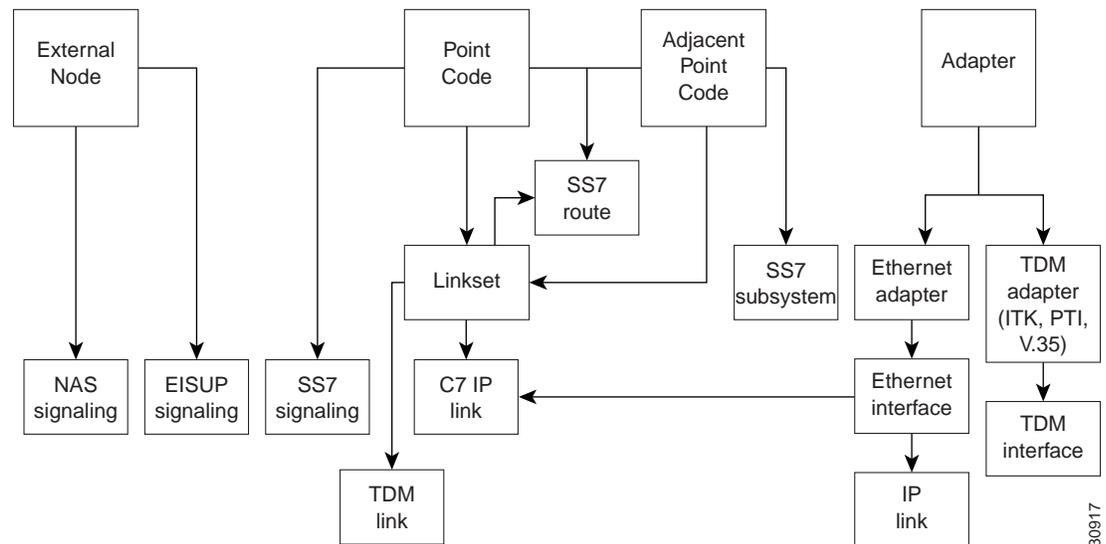 External
Node
Point
Code
Adjacent
Point
Code
Adapter
SS7
route
Linkset
SS7
subsystem
Ethernet
adapter
TDM
adapter
(ITK, PTI,
V.35)
NAS
signaling
EISUP
signaling
SS7
signaling
C7 IP
link
Ethernet
interface
TDM
interface
TDM
link
IP
link
30917